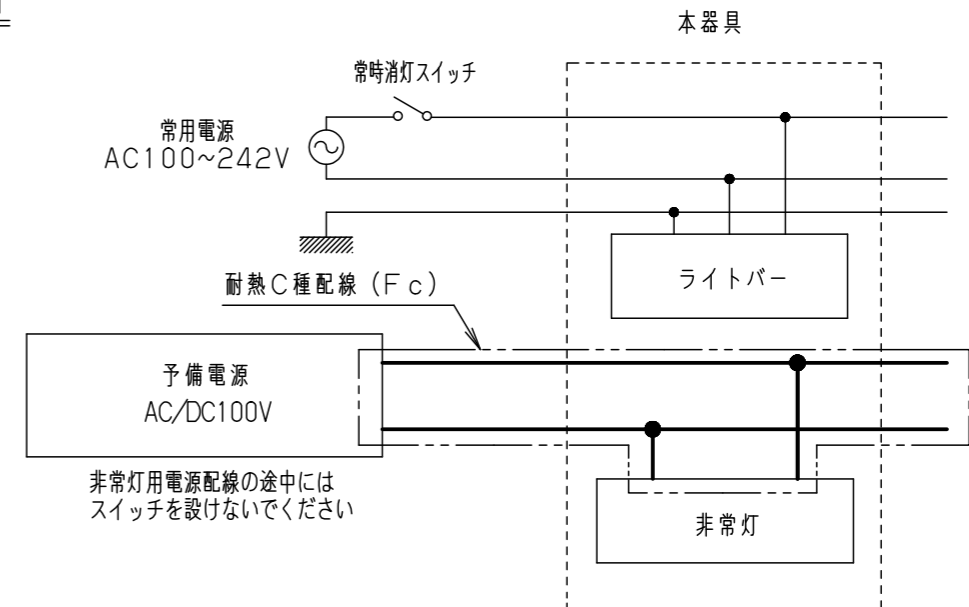 本器具
常時消灯スイッチ
常用電源
AC100~242V
ライトバー
耐熱C種配線(Fc)
予備電源
AC/DC100V
非常灯用電源配線の途中には
スイッチを設けないでください
非常灯